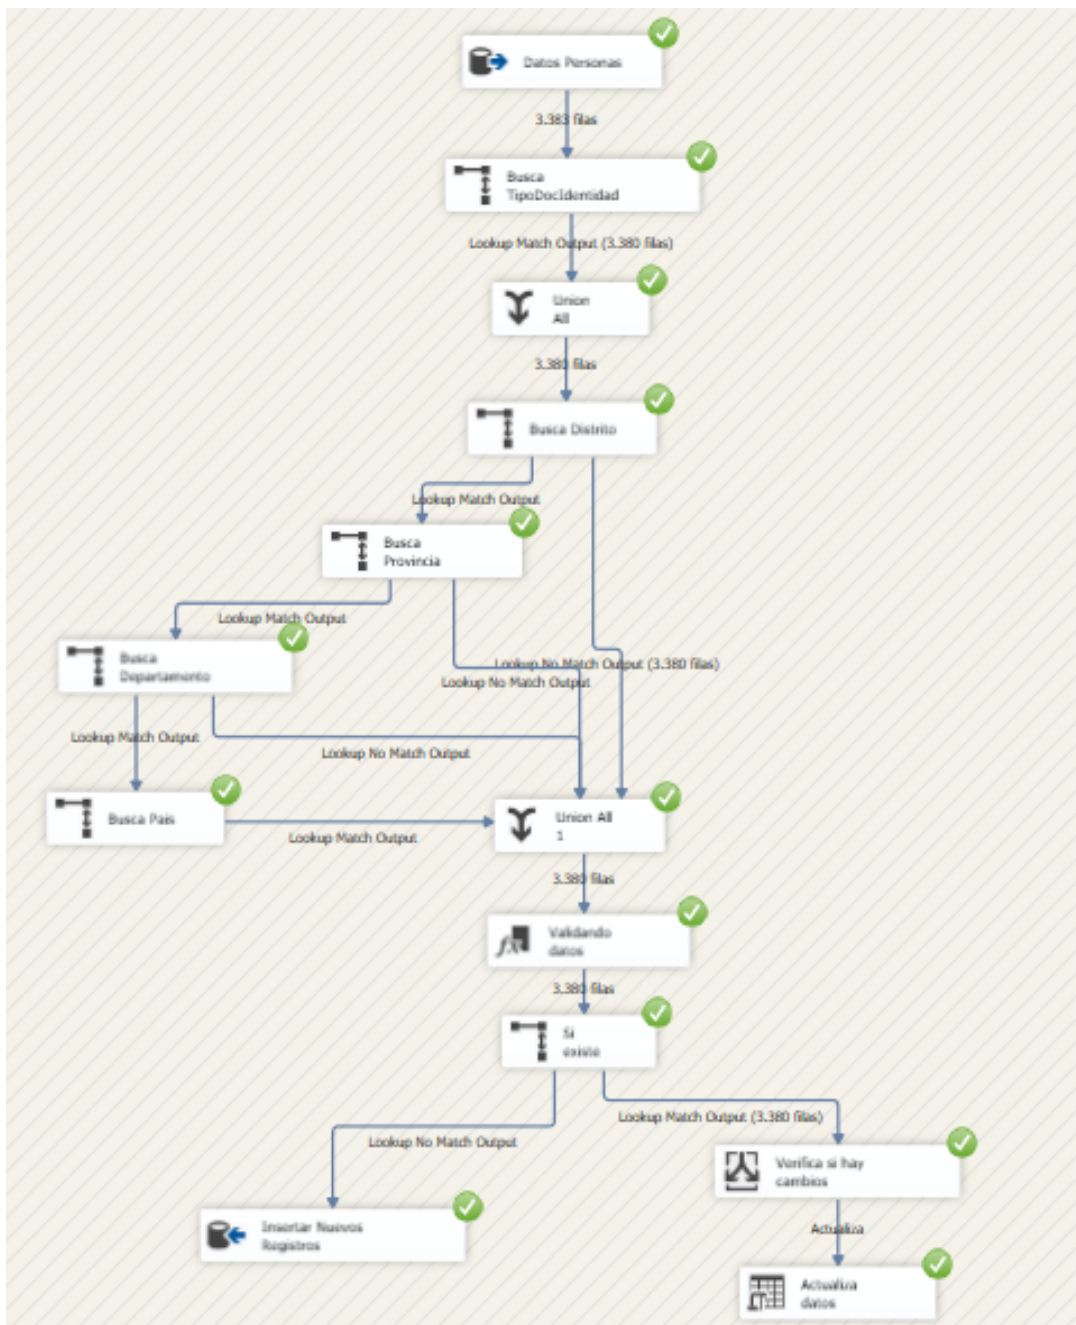 Datos Personas
3.383 filas
Busca
TipoDocIdentidad
Lookup Match Output (3.380 filas)
Union
All
3.380 filas
Busca Distrito
Lookup Match Output
Busca
Provincia
Lookup Match Output
Lookup No Match Output (3.380 filas)
Lookup No Match Output
Busca
Departamento
Lookup Match Output
Lookup No Match Output
Busca Pais
Lookup Match Output
Union All
1
3.380 filas
Validando
datos
3.380 filas
Si
existe
Lookup Match Output (3.380 filas)
Lookup No Match Output
Verifica si hay
cambios
Insertar Nuevos
Registros
Actualiza
Actualiza
datos